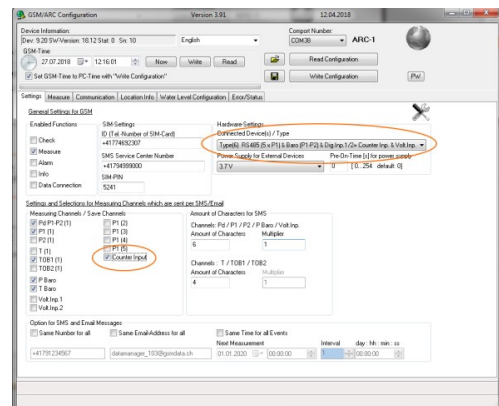 GSM/ARC Configuration Version 3.91 12.04.2018
Device Information:
Dev: 9.20 SW-Version: 18.12 Stat: 0 Sn: 10
English
Comport Number:
COM38
ARC-1
GSM-Time
27.07.2018 12:16:01 Now Write Read
Read Configuration
Set GSM-Time to PC-Time with "Write Configuration"
Write Configuration
PW
Settings Measure Communication Location Info Water Level Configuration Error/Status
General Settings for GSM
Enabled Functions
Check
Measure
Alarm
Info
Data Connection
SIM-Settings
ID (Tel. Number of SIM-Card)
+41774692307
SMS Service Center Number
+41794999000
SIM-PIN
5241
Hardware-Settings
Connected Device(s) / Type
Type(6) RS485 (5 x P1) & Baro (P1-P2) & Dig.Inp.1/2= Counter Inp. & Volt.Inp.
Power Supply for External Devices
3.7 V
Pre-On-Time [s] for power supply
0 [ 0...254 default: 0]
Settings and Selections for Measuring Channels which are sent per SMS/Email
Measuring Channels / Save Channels
Pd P1-P2 (1)
P1 (1)
P2 (1)
T (1)
TOB1 (1)
TOB2 (1)
P Baro
T Baro
Volt.Inp.1
Volt.Inp.2
P1 (2)
P1 (3)
P1 (4)
P1 (5)
Counter Input
Amount of Characters for SMS
Channels: Pd / P1 / P2 / P Baro / Volt.Inp.
Amount of Characters Multiplier
6 1
Channels : T / TOB1 / TOB2
Amount of Characters Multiplier
4 1
Option for SMS and Email Messages
Same Number for all
+41791234567
Same Email-Address for all
datamanager_103@gsmdata.ch
Same Time for all Events
Next Measurement Interval day : hh : min : ss
01.01.2020 00:00:00 1 00:00:00